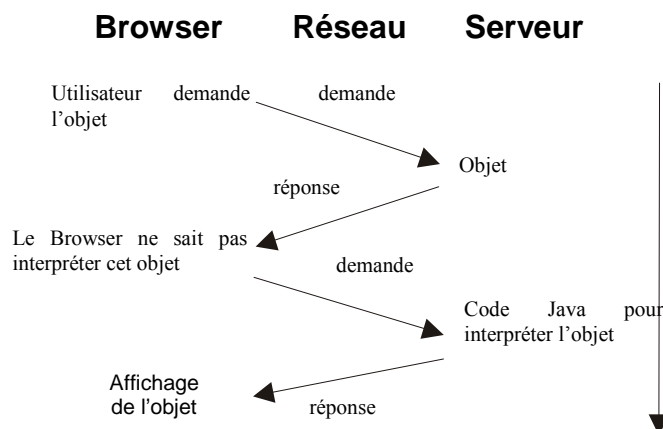 Browser Réseau Serveur
Utilisateur demande
l'objet
demande
Objet
réponse
Le Browser ne sait pas
interpréter cet objet
demande
Code Java pour
interpréter l'objet
Affichage
de l'objet
réponse